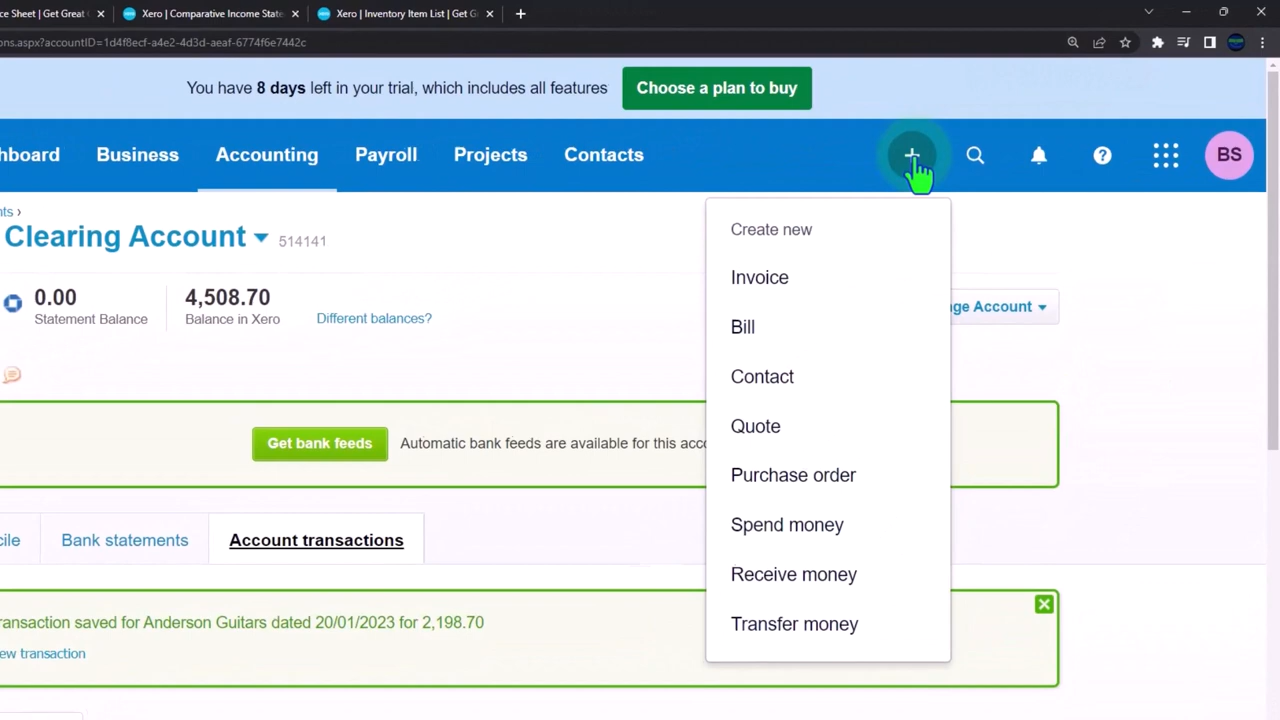 ce Sheet | Get Great
Xero | Comparative Income State
Xero | Inventory Item List | Get G
ons.aspx?accountID=1d4f8ecf-a4e2-4d3d-aeaf-6774f6e7442c
You have 8 days left in your trial, which includes all features
Choose a plan to buy
hboard
Business
Accounting
Payroll
Projects
Contacts
BS
nts ›
Clearing Account
514141
0.00
Statement Balance
4,508.70
Balance in Xero
Different balances?
ge Account
Create new
Invoice
Bill
Contact
Quote
Purchase order
Spend money
Receive money
Transfer money
Get bank feeds
Automatic bank feeds are available for this acco
cile
Bank statements
Account transactions
ransaction saved for Anderson Guitars dated 20/01/2023 for 2,198.70
ew transaction